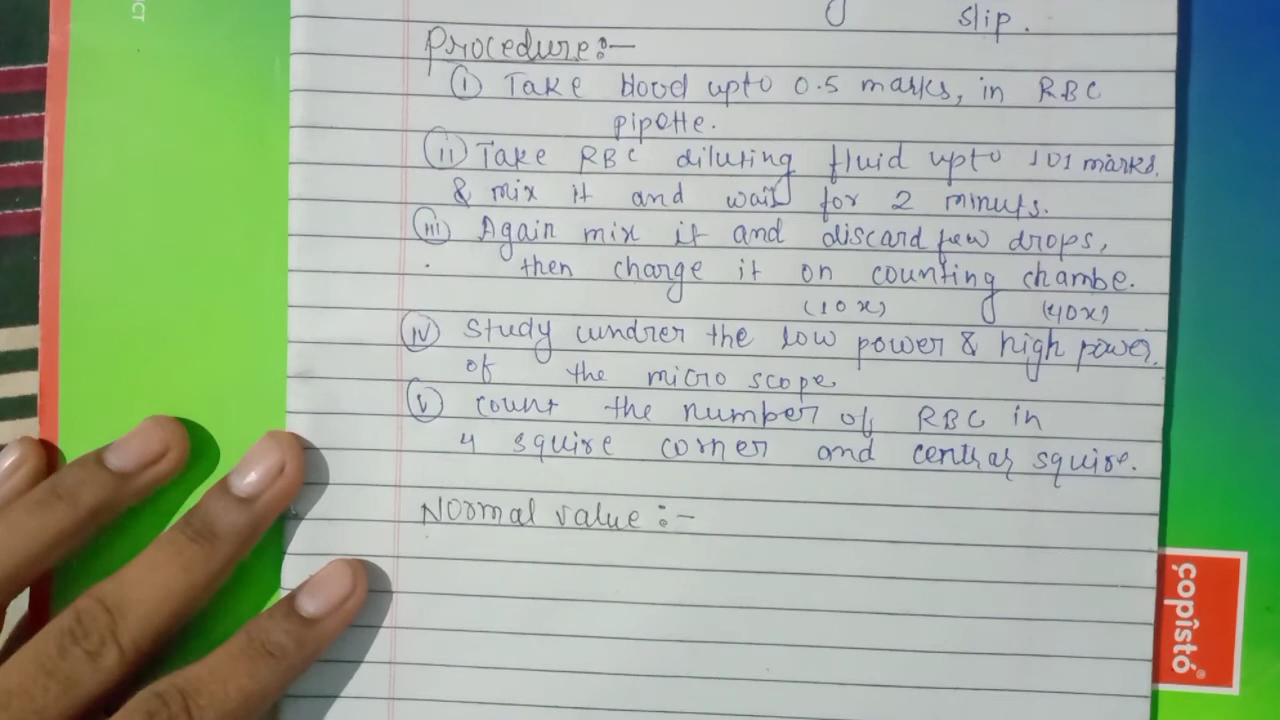 slip.
Procedure:-
(i) Take blood upto 0.5 marks, in RBC
pipette.
(ii) Take RBC diluting fluid upto 101 marks.
& mix it and wait for 2 minuts.
(iii) Again mix it and discard few drops,
then charge it on counting chambe.
(10x) (40x)
(iv) Study undrer the low power & high power.
of the micro scope
(v) count the number of RBC in
4 squire corner and central squire.
Normal value :-
çopîstó®